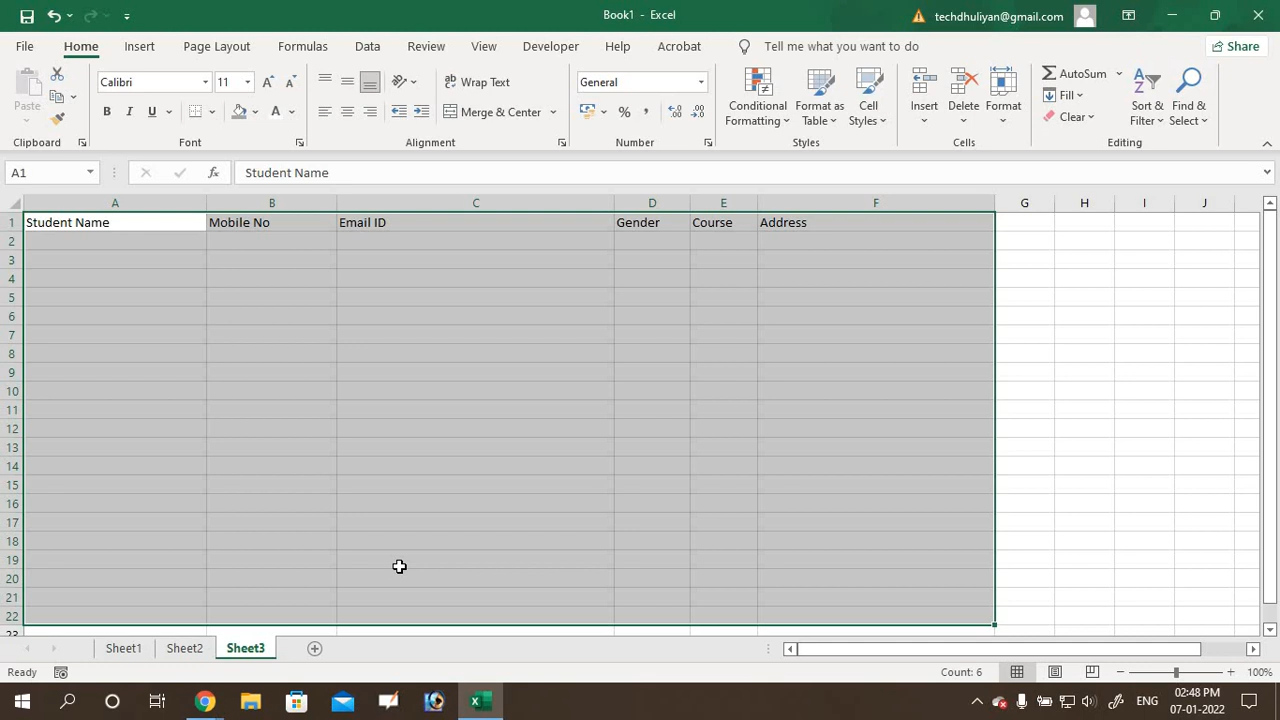 Book1 - Excel
techdhuliyan@gmail.com
File Home Insert Page Layout Formulas Data Review View Developer Help Acrobat Tell me what you want to do Share
Paste
Calibri 11
B I U
A
Wrap Text
Merge & Center
General
%
Conditional Formatting
Format as Table
Cell Styles
Insert Delete Format
AutoSum
Fill
Clear
Sort & Filter
Find & Select
Clipboard Font Alignment Number Styles Cells Editing
A1 fx Student Name
A B C D E F G H I J
1 Student Name Mobile No Email ID Gender Course Address
2
3
4
5
6
7
8
9
10
11
12
13
14
15
16
17
18
19
20
21
22
23
Sheet1 Sheet2 Sheet3
Ready Count: 6 100%
ENG 02:48 PM
07-01-2022